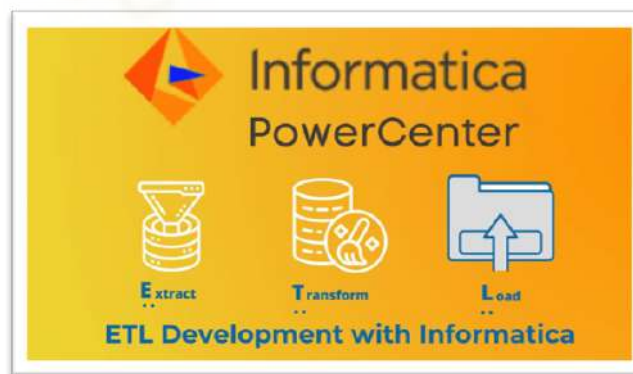 Informatica
PowerCenter
Extract Transform Load
ETL Development with Informatica